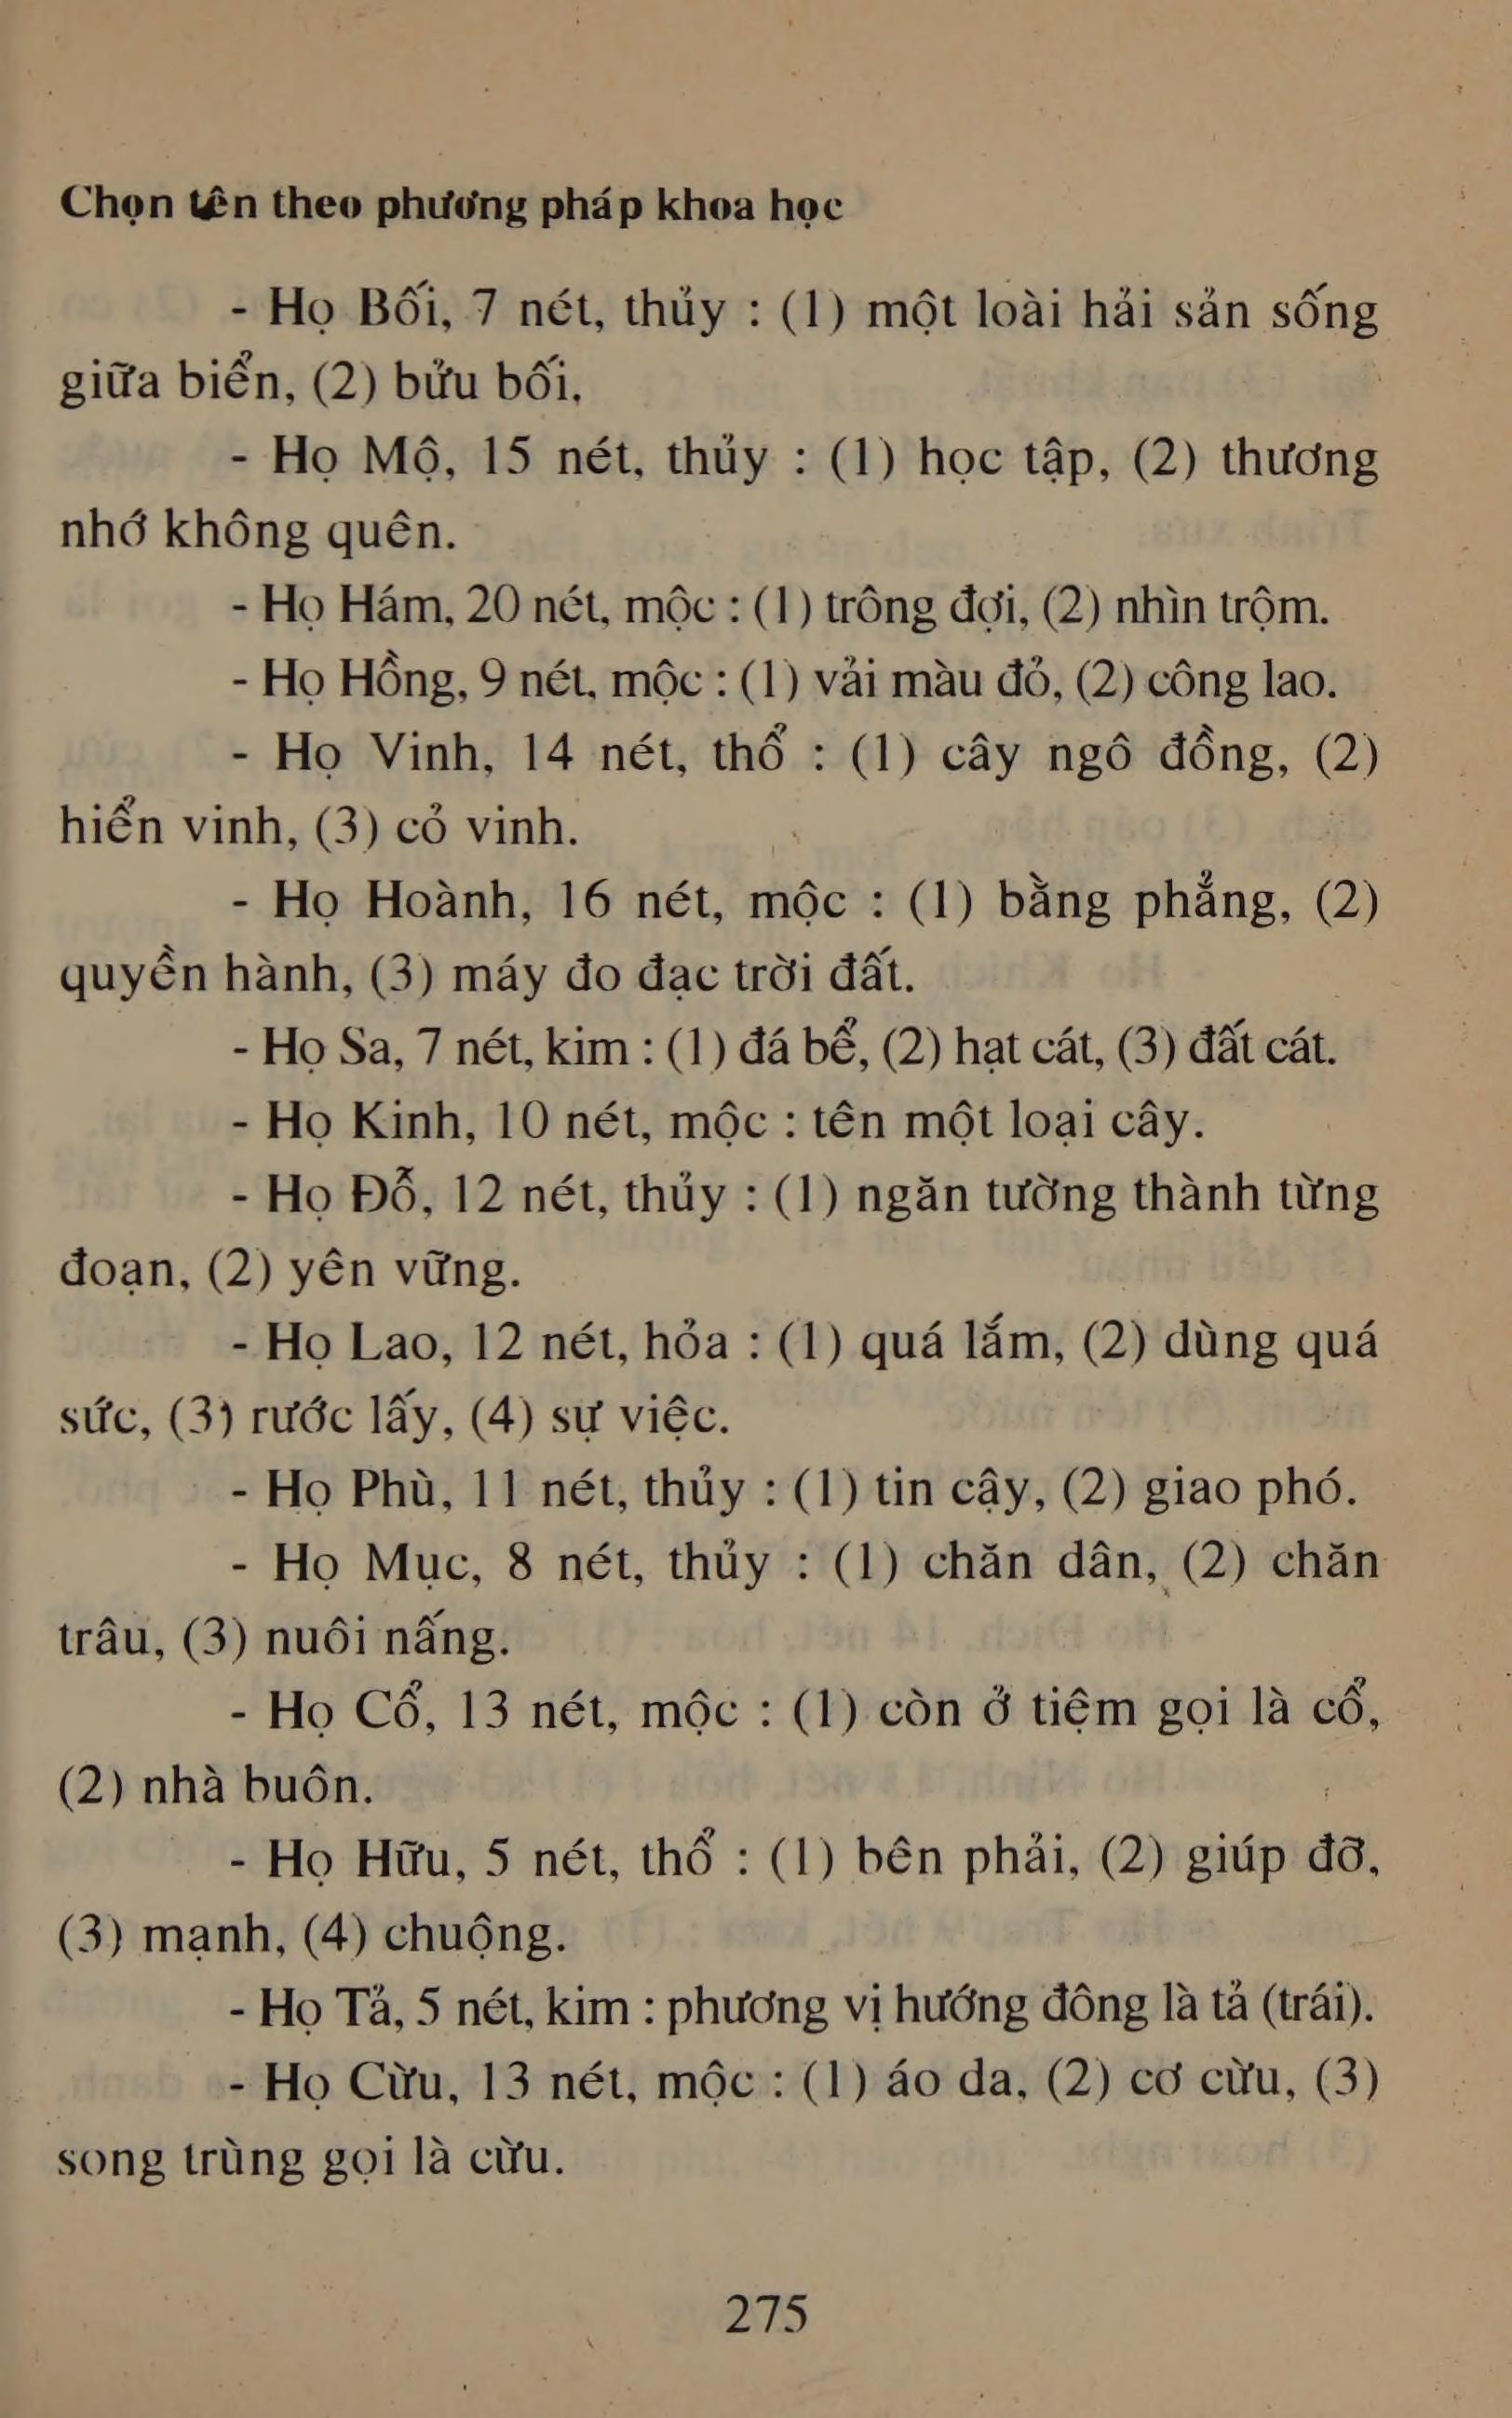 Chọn tên theo phương pháp khoa học
- Họ Bối, 7 nét, thủy : (1) một loài hải sản sống
giữa biển, (2) bửu bối.
- Họ Mộ, 15 nét, thủy : (1) học tập, (2) thương
nhớ không quên.
- Họ Hám, 20 nét, mộc : (1) trông đợi, (2) nhìn trộm.
- Họ Hồng, 9 nét, mộc : (1) vải màu đỏ, (2) công lao.
- Họ Vinh, 14 nét, thổ : (1) cây ngô đồng, (2)
hiển vinh, (3) cỏ vinh.
- Họ Hoành, 16 nét, mộc : (1) bằng phẳng, (2)
quyền hành, (3) máy đo đạc trời đất.
- Họ Sa, 7 nét, kim : (1) đá bể, (2) hạt cát, (3) đất cát.
- Họ Kinh, 10 nét, mộc : tên một loại cây.
- Họ Đỗ, 12 nét, thủy : (1) ngăn tường thành từng
đoạn, (2) yên vững.
- Họ Lao, 12 nét, hỏa : (1) quá lắm, (2) dùng quá
sức, (3) rước lấy, (4) sự việc.
- Họ Phù, 11 nét, thủy : (1) tin cậy, (2) giao phó.
- Họ Mục, 8 nét, thủy : (1) chăn dân, (2) chăn
trâu, (3) nuôi nấng.
- Họ Cổ, 13 nét, mộc : (1) còn ở tiệm gọi là cổ,
(2) nhà buôn.
- Họ Hữu, 5 nét, thổ : (1) bên phải, (2) giúp đỡ,
(3) mạnh, (4) chuộng.
- Họ Tả, 5 nét, kim : phương vị hướng đông là tả (trái).
- Họ Cừu, 13 nét, mộc : (1) áo da, (2) cơ cừu, (3)
song trùng gọi là cừu.
275